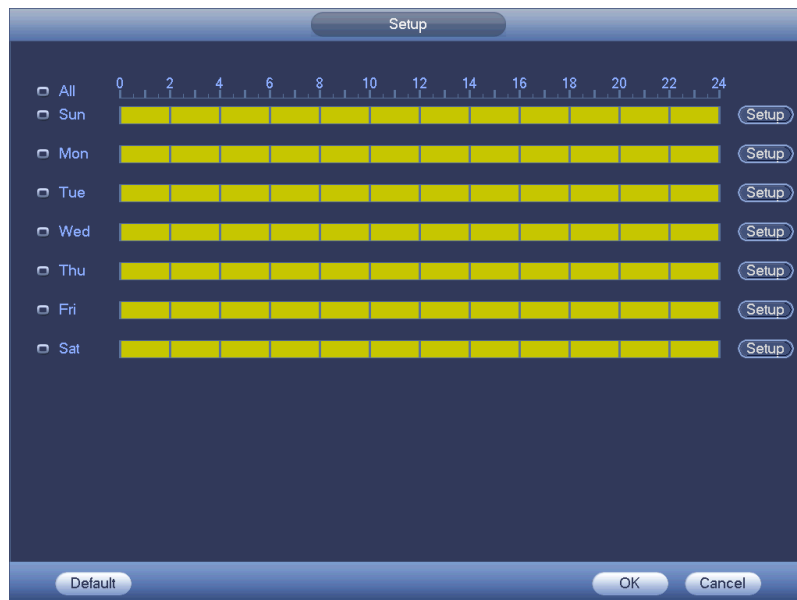 Setup
All 0 2 4 6 8 10 12 14 16 18 20 22 24
Sun Setup
Mon Setup
Tue Setup
Wed Setup
Thu Setup
Fri Setup
Sat Setup
Default OK Cancel